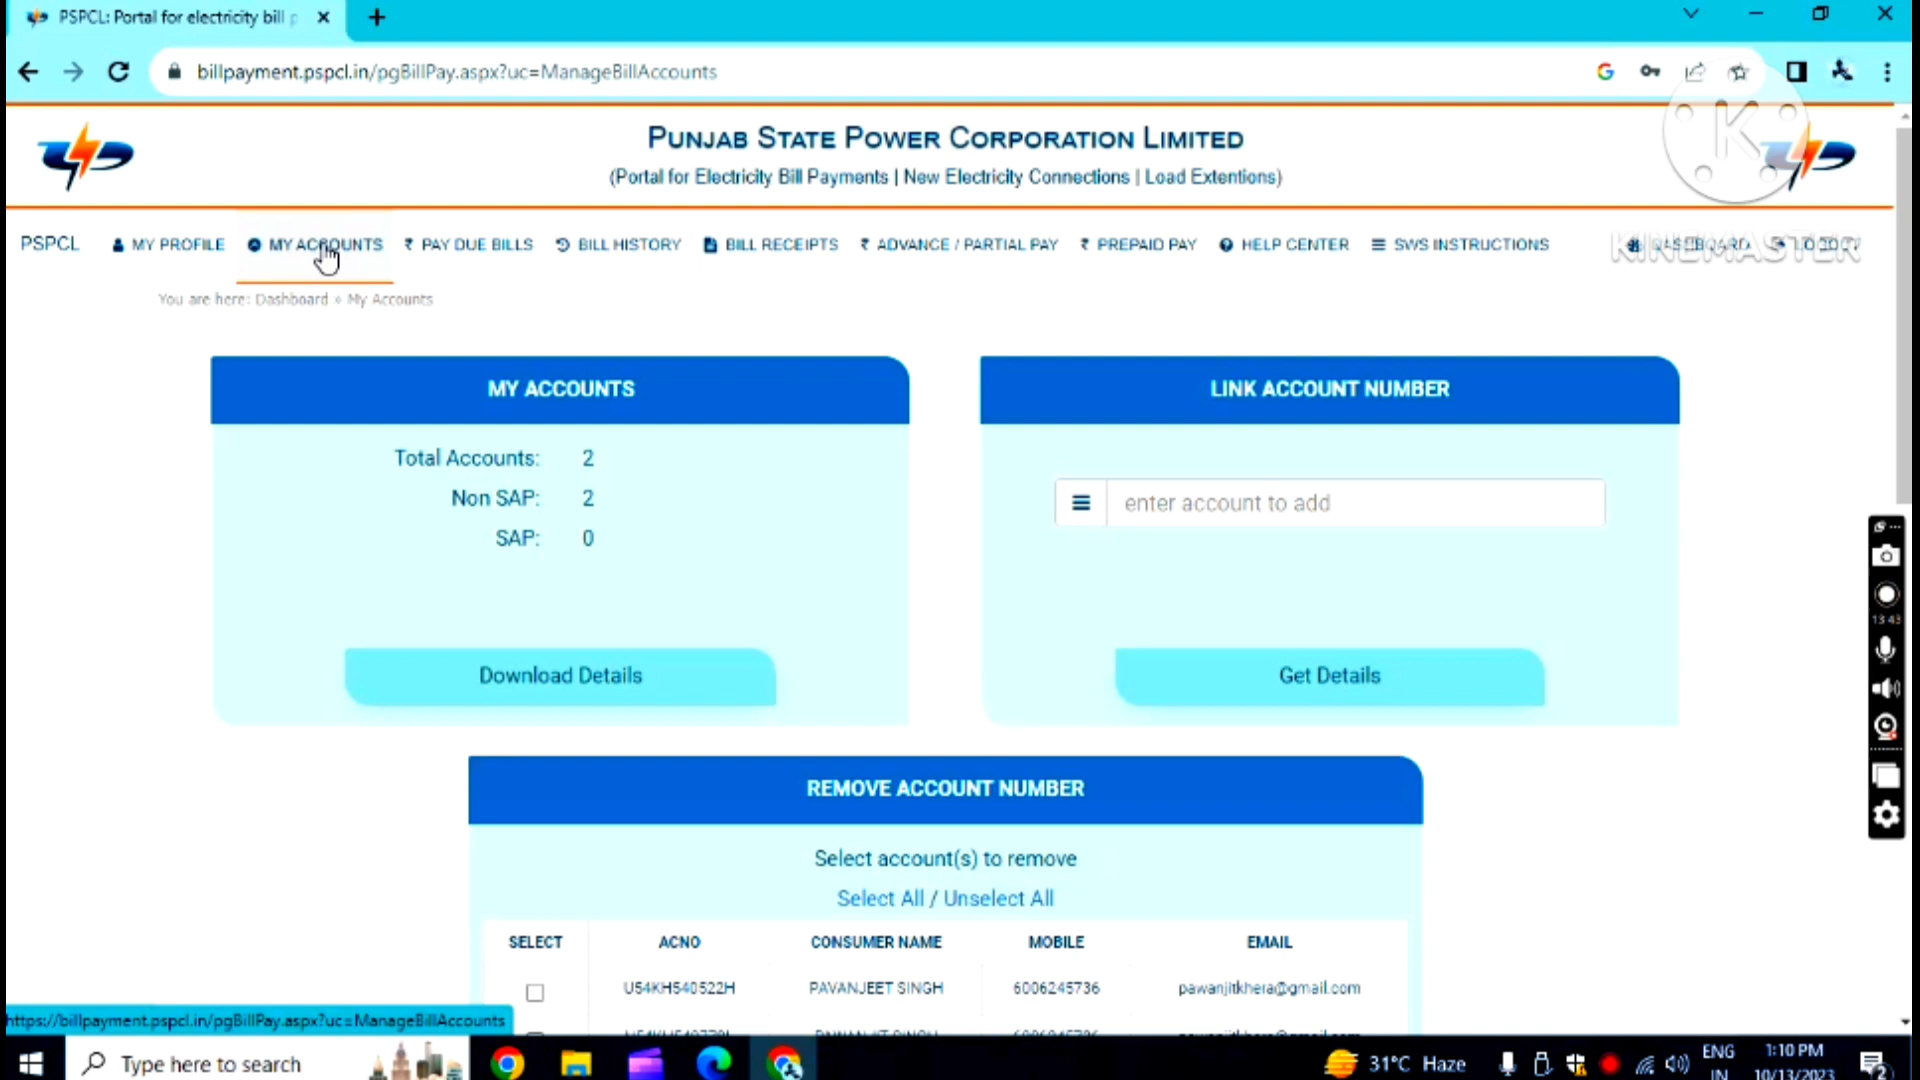 PSPCL: Portal for electricity bill p
billpayment.pspcl.in/pgBillPay.aspx?uc=ManageBillAccounts
PUNJAB STATE POWER CORPORATION LIMITED
(Portal for Electricity Bill Payments | New Electricity Connections | Load Extentions)
K
PSPCL MY PROFILE MY ACCOUNTS ₹ PAY DUE BILLS BILL HISTORY BILL RECEIPTS ₹ ADVANCE / PARTIAL PAY ₹ PREPAID PAY HELP CENTER SWS INSTRUCTIONS DASHBOARD LOGOUT
KINEMASTER
You are here: Dashboard » My Accounts
MY ACCOUNTS
Total Accounts: 2
Non SAP: 2
SAP: 0
Download Details
LINK ACCOUNT NUMBER
enter account to add
Get Details
13:43
REMOVE ACCOUNT NUMBER
Select account(s) to remove
Select All / Unselect All
SELECT ACNO CONSUMER NAME MOBILE EMAIL
U54KH540522H PAVANJEET SINGH 6006245736 pawanjitkhera@gmail.com
https://billpayment.pspcl.in/pgBillPay.aspx?uc=ManageBillAccounts
Type here to search
31°C Haze
ENG
IN
1:10 PM
10/13/2023
2